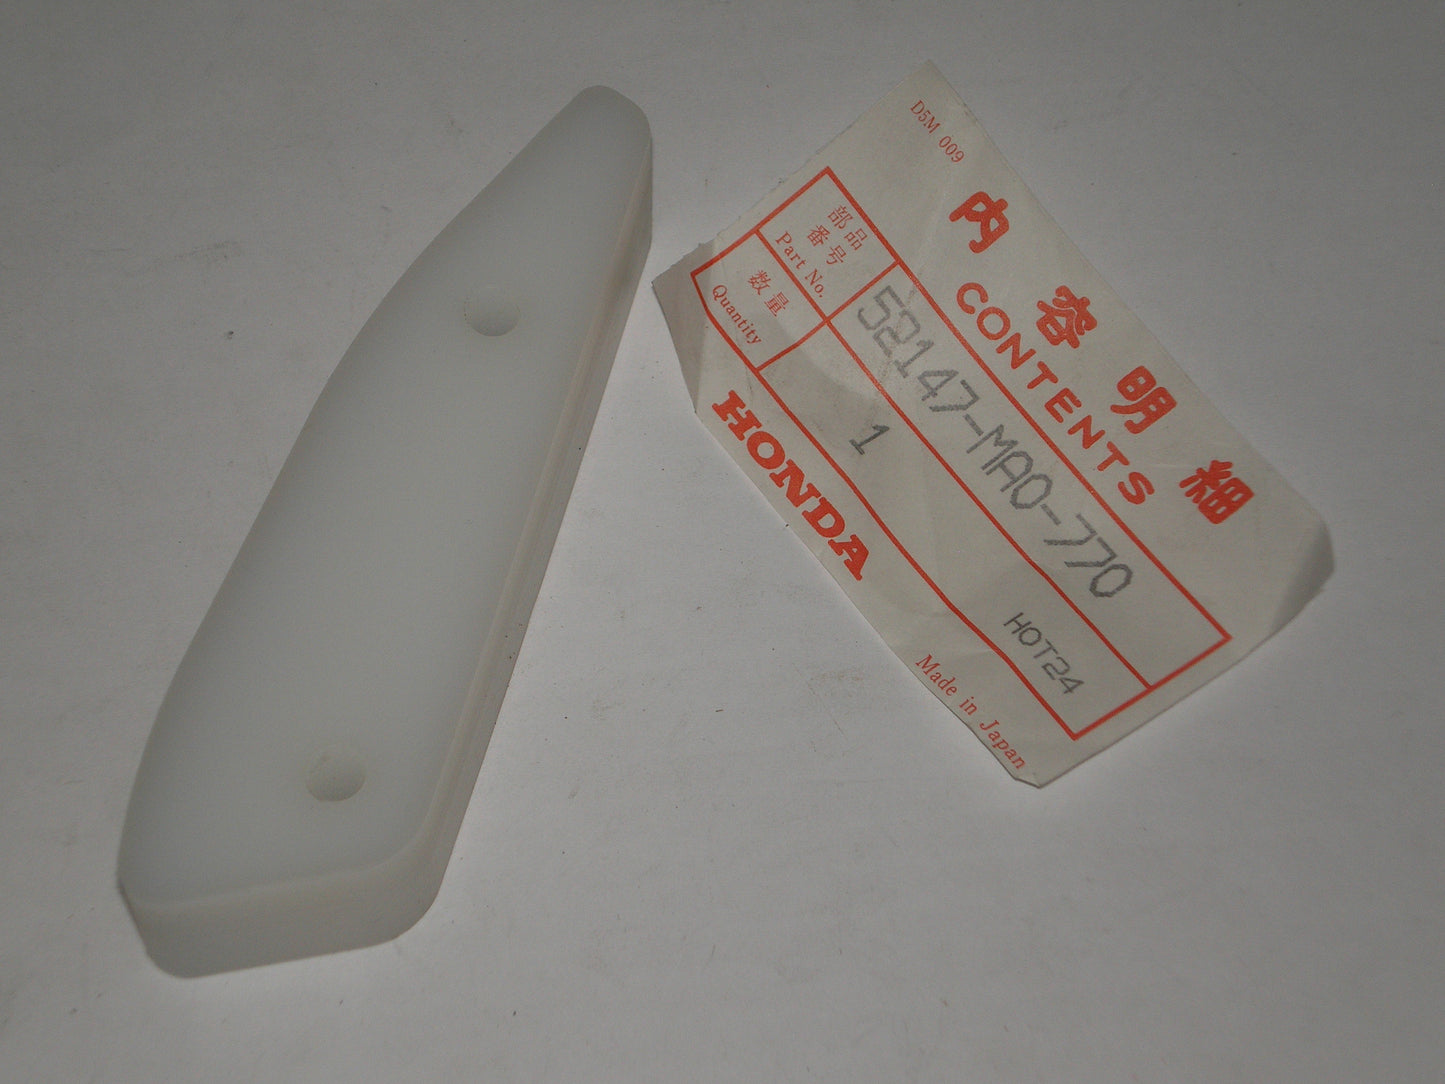 D5M 009
内容明細
CONTENTS
部品
番号
Part No.
52147-MA0-770
数量
Quantity
1
HOT24
HONDA
Made in Japan